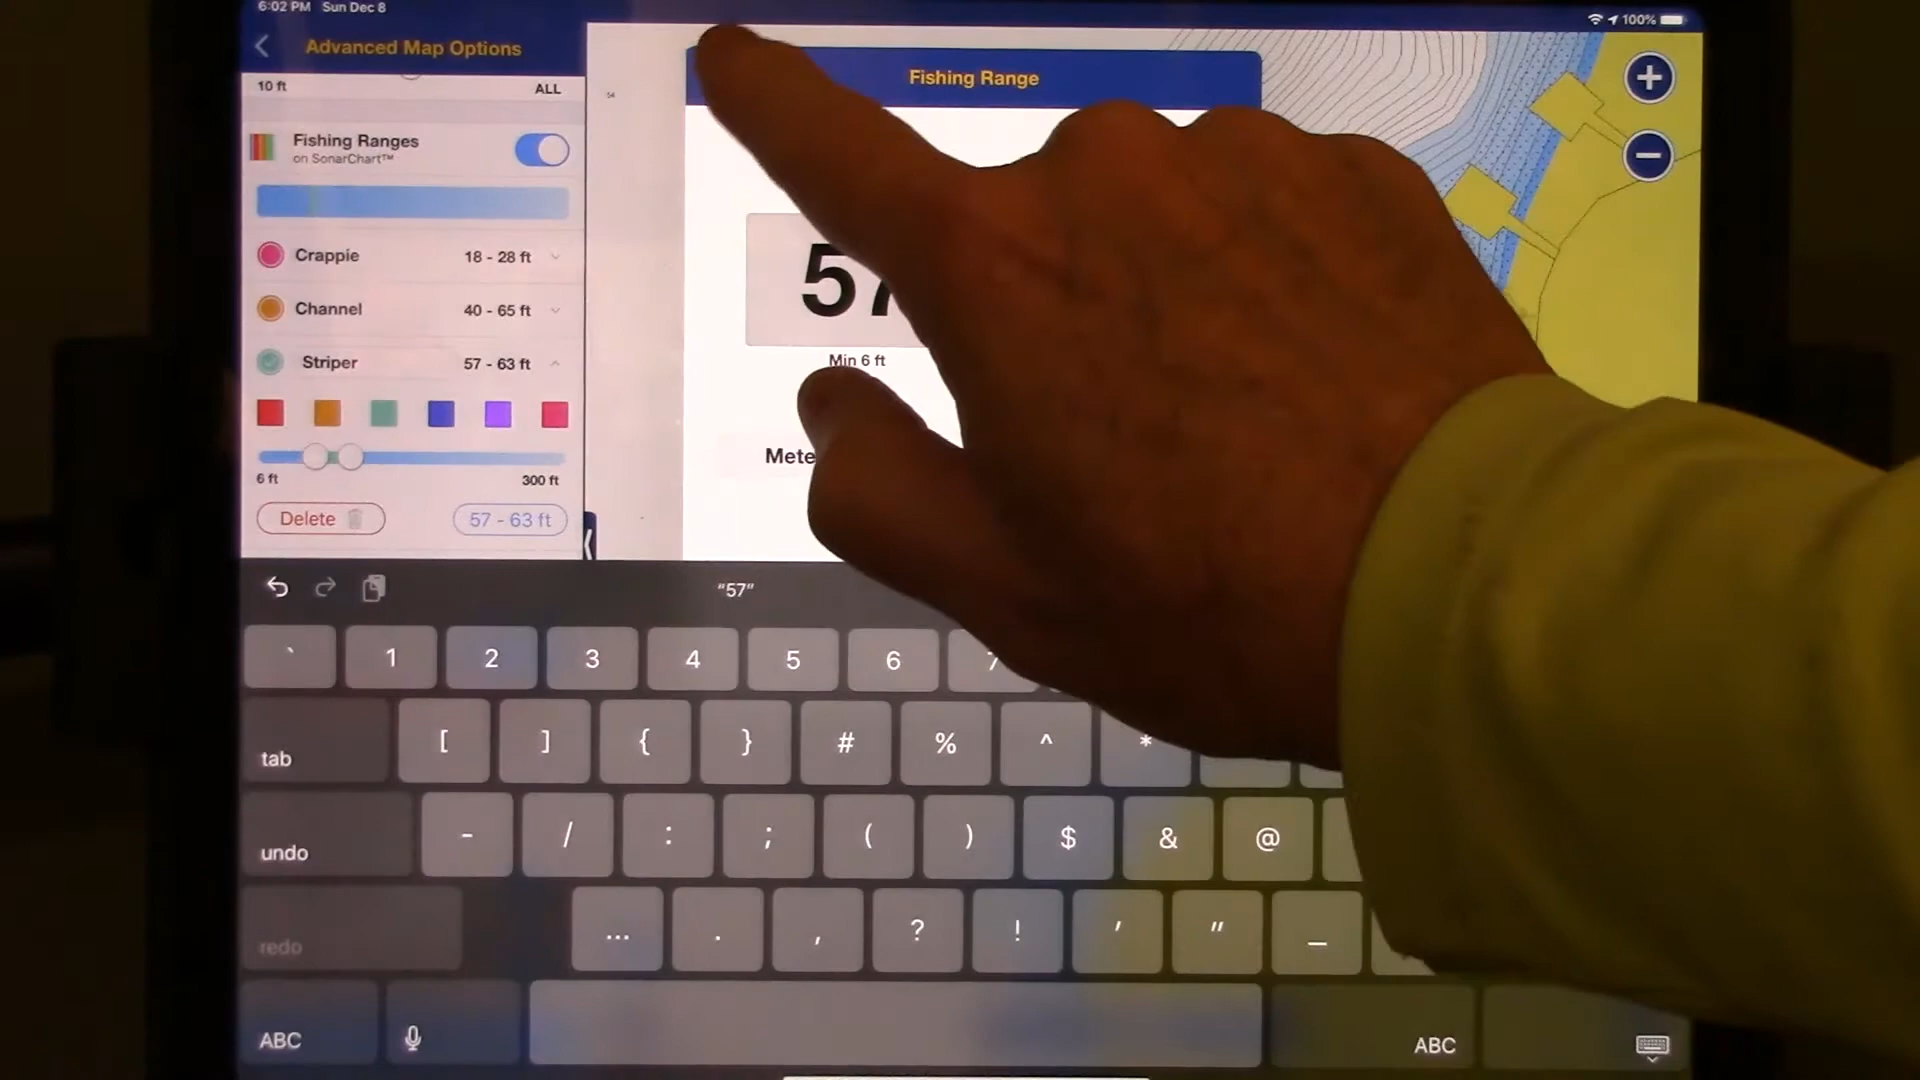 6:02 PM Sun Dec 8
100%
Advanced Map Options
10 ft
ALL
Fishing Ranges
on SonarChart™
Crappie
18 - 28 ft
Channel
40 - 65 ft
Striper
57 - 63 ft
6 ft
300 ft
Delete
57 - 63 ft
Fishing Range
57
Min 6 ft
+
−
"57"
` 1 2 3 4 5 6 7
tab [ ] { } # % ^ *
undo - / : ; ( ) $ & @
redo … . , ? ! ' " _
ABC
ABC